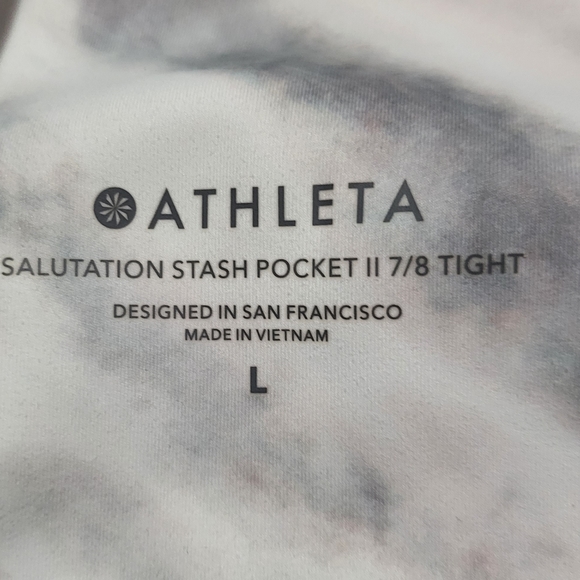 ATHLETA
SALUTATION STASH POCKET II 7/8 TIGHT
DESIGNED IN SAN FRANCISCO
MADE IN VIETNAM
L